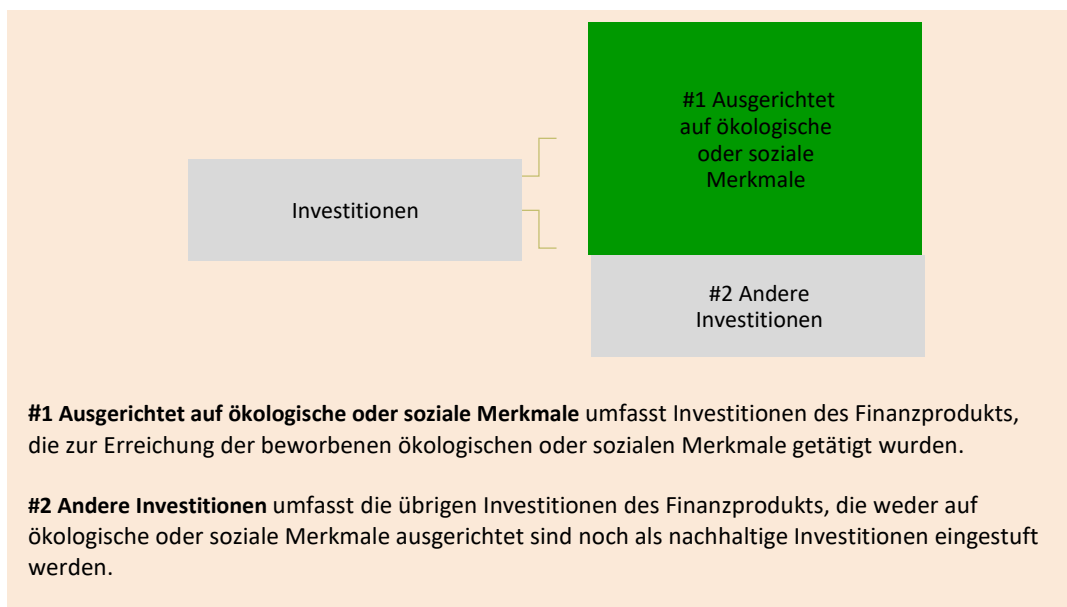 #1 Ausgerichtet
auf ökologische
oder soziale
Merkmale
Investitionen
#2 Andere
Investitionen
#1 Ausgerichtet auf ökologische oder soziale Merkmale umfasst Investitionen des Finanzprodukts,
die zur Erreichung der beworbenen ökologischen oder sozialen Merkmale getätigt wurden.
#2 Andere Investitionen umfasst die übrigen Investitionen des Finanzprodukts, die weder auf
ökologische oder soziale Merkmale ausgerichtet sind noch als nachhaltige Investitionen eingestuft
werden.